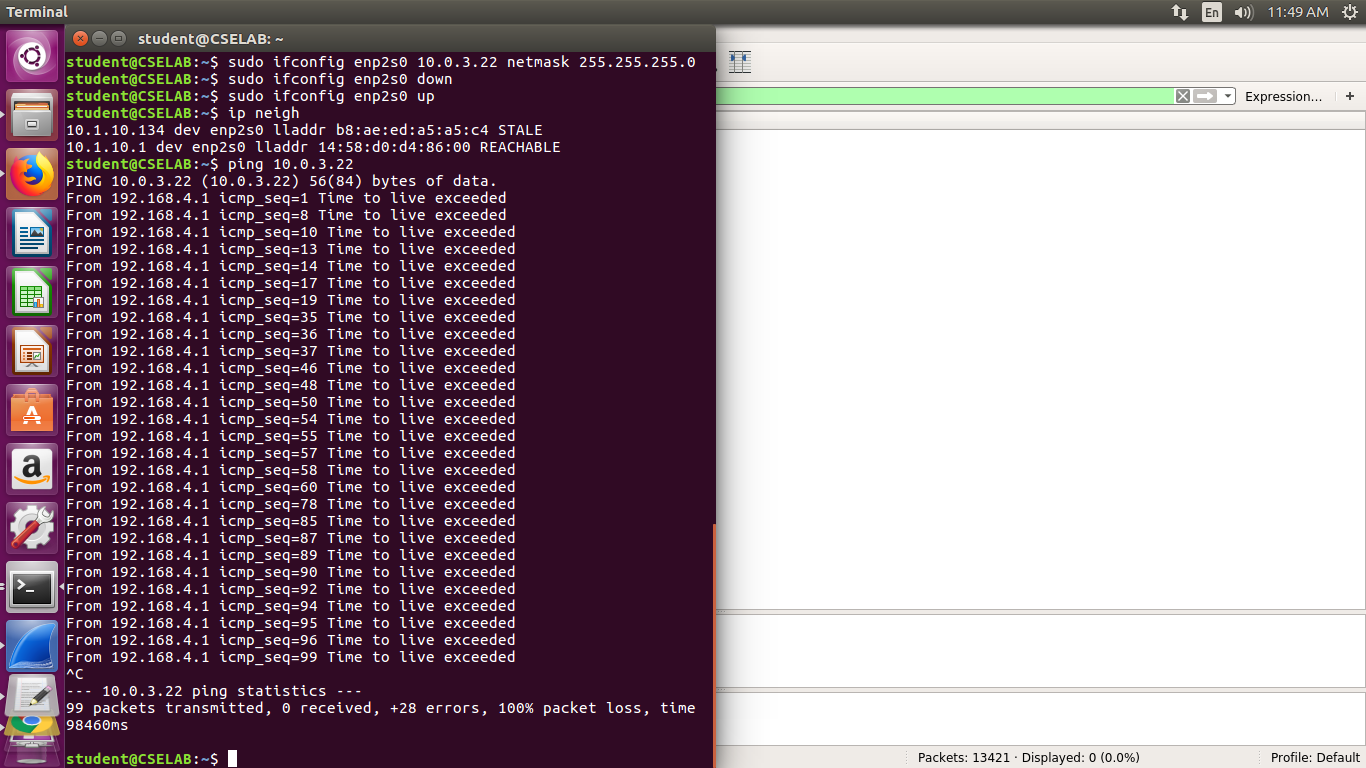 Terminal
En
11:49 AM
student@CSELAB: ~
student@CSELAB:~$ sudo ifconfig enp2s0 10.0.3.22 netmask 255.255.255.0
student@CSELAB:~$ sudo ifconfig enp2s0 down
student@CSELAB:~$ sudo ifconfig enp2s0 up
student@CSELAB:~$ ip neigh
10.1.10.134 dev enp2s0 lladdr b8:ae:ed:a5:a5:c4 STALE
10.1.10.1 dev enp2s0 lladdr 14:58:d0:d4:86:00 REACHABLE
student@CSELAB:~$ ping 10.0.3.22
PING 10.0.3.22 (10.0.3.22) 56(84) bytes of data.
From 192.168.4.1 icmp_seq=1 Time to live exceeded
From 192.168.4.1 icmp_seq=8 Time to live exceeded
From 192.168.4.1 icmp_seq=10 Time to live exceeded
From 192.168.4.1 icmp_seq=13 Time to live exceeded
From 192.168.4.1 icmp_seq=14 Time to live exceeded
From 192.168.4.1 icmp_seq=17 Time to live exceeded
From 192.168.4.1 icmp_seq=19 Time to live exceeded
From 192.168.4.1 icmp_seq=35 Time to live exceeded
From 192.168.4.1 icmp_seq=36 Time to live exceeded
From 192.168.4.1 icmp_seq=37 Time to live exceeded
From 192.168.4.1 icmp_seq=46 Time to live exceeded
From 192.168.4.1 icmp_seq=48 Time to live exceeded
From 192.168.4.1 icmp_seq=50 Time to live exceeded
From 192.168.4.1 icmp_seq=54 Time to live exceeded
From 192.168.4.1 icmp_seq=55 Time to live exceeded
From 192.168.4.1 icmp_seq=57 Time to live exceeded
From 192.168.4.1 icmp_seq=58 Time to live exceeded
From 192.168.4.1 icmp_seq=60 Time to live exceeded
From 192.168.4.1 icmp_seq=78 Time to live exceeded
From 192.168.4.1 icmp_seq=85 Time to live exceeded
From 192.168.4.1 icmp_seq=87 Time to live exceeded
From 192.168.4.1 icmp_seq=89 Time to live exceeded
From 192.168.4.1 icmp_seq=90 Time to live exceeded
From 192.168.4.1 icmp_seq=92 Time to live exceeded
From 192.168.4.1 icmp_seq=94 Time to live exceeded
From 192.168.4.1 icmp_seq=95 Time to live exceeded
From 192.168.4.1 icmp_seq=96 Time to live exceeded
From 192.168.4.1 icmp_seq=99 Time to live exceeded
^C
--- 10.0.3.22 ping statistics ---
99 packets transmitted, 0 received, +28 errors, 100% packet loss, time
98460ms
student@CSELAB:~$
Expression… +
Packets: 13421 · Displayed: 0 (0.0%)
Profile: Default